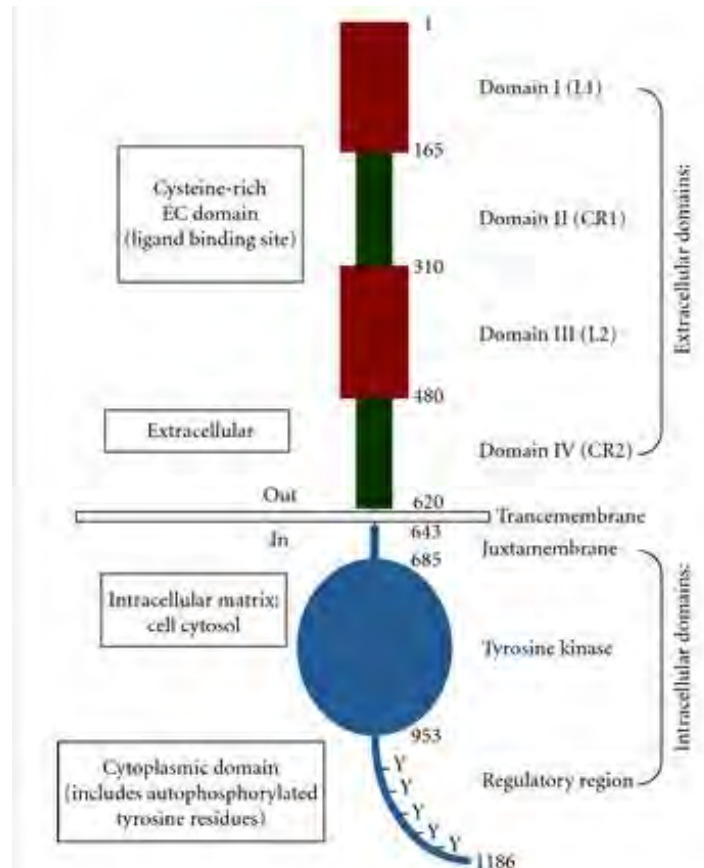 1
Domain I (L1)
165
Cysteine-rich
EC domain
(ligand binding site)
Domain II (CR1)
310
Domain III (L2)
Extracellular domains:
480
Extracellular
Domain IV (CR2)
Out
620
Trancemembrane
In
643
685
Juxtamembrane
Intracellular matrix:
cell cytosol
Tyrosine kinase
Intracellular domains:
953
Cytoplasmic domain
(includes autophosphorylated
tyrosine residues)
Regulatory region
Y
Y
Y
Y
Y
1186